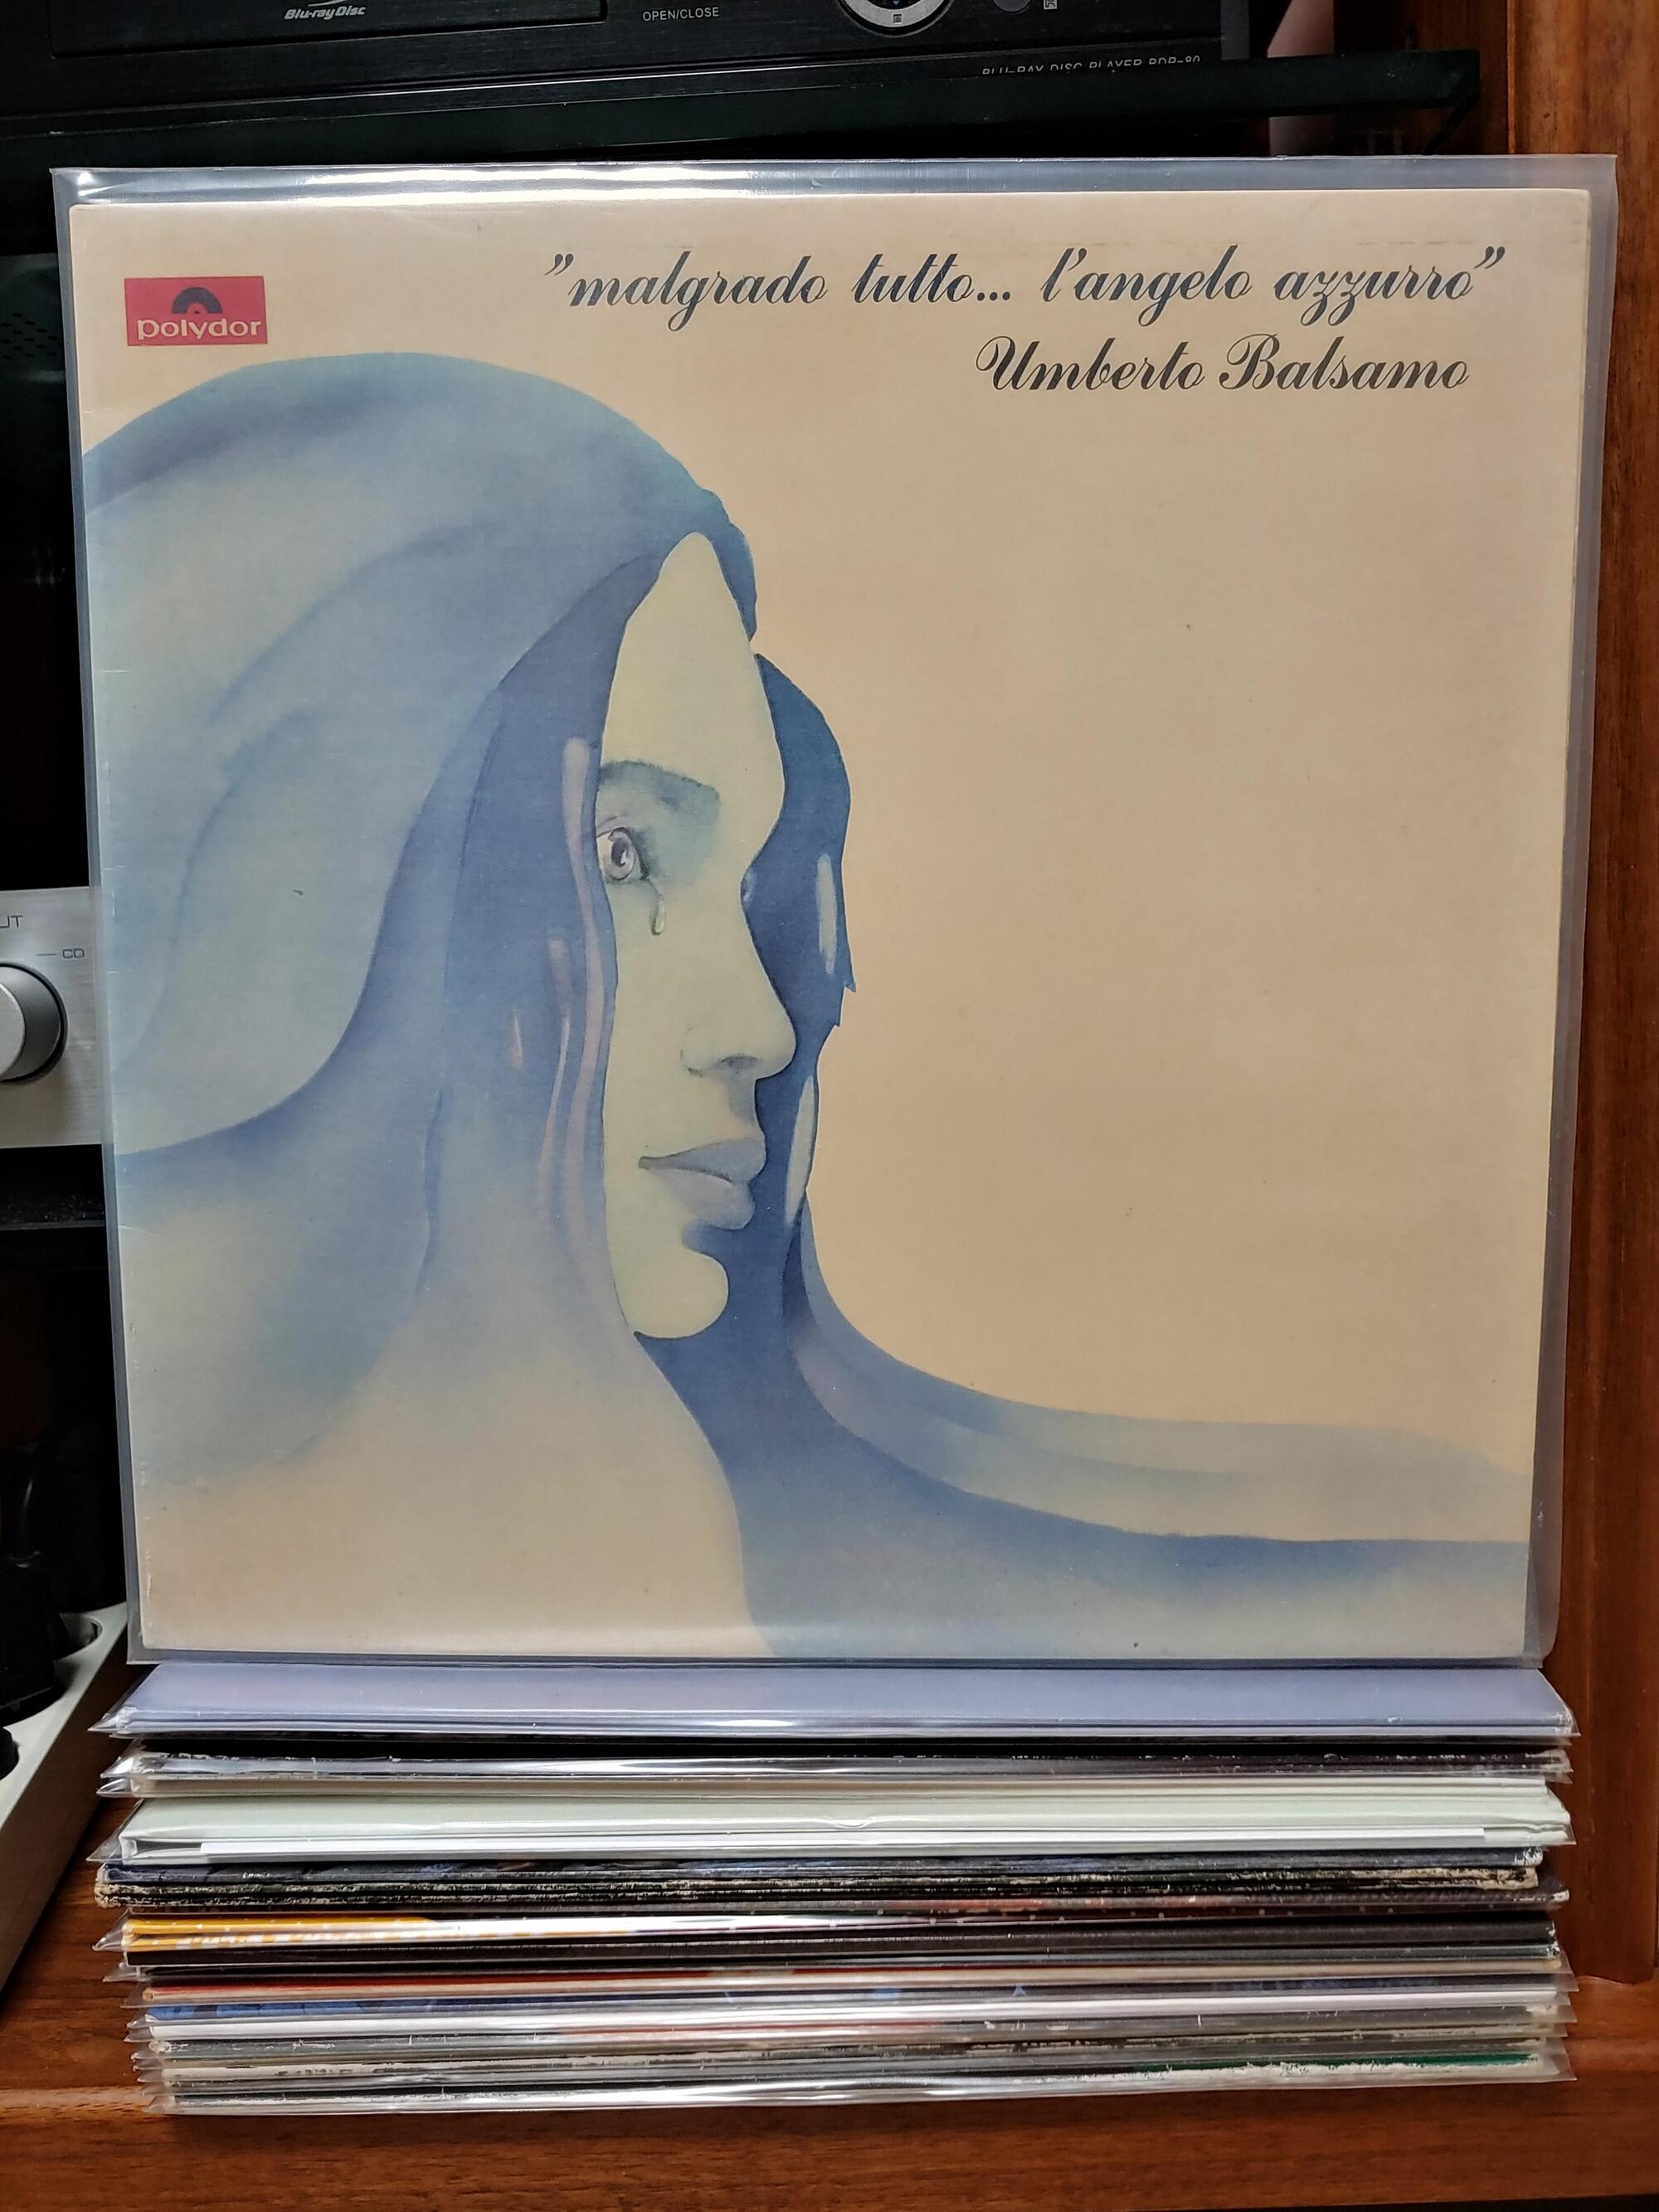 Blu-ray Disc
OPEN/CLOSE
BLU-RAY DISC PLAYER BDP-80
"malgrado tutto... l'angelo azzurro"
polydor
Umberto Balsamo
CD